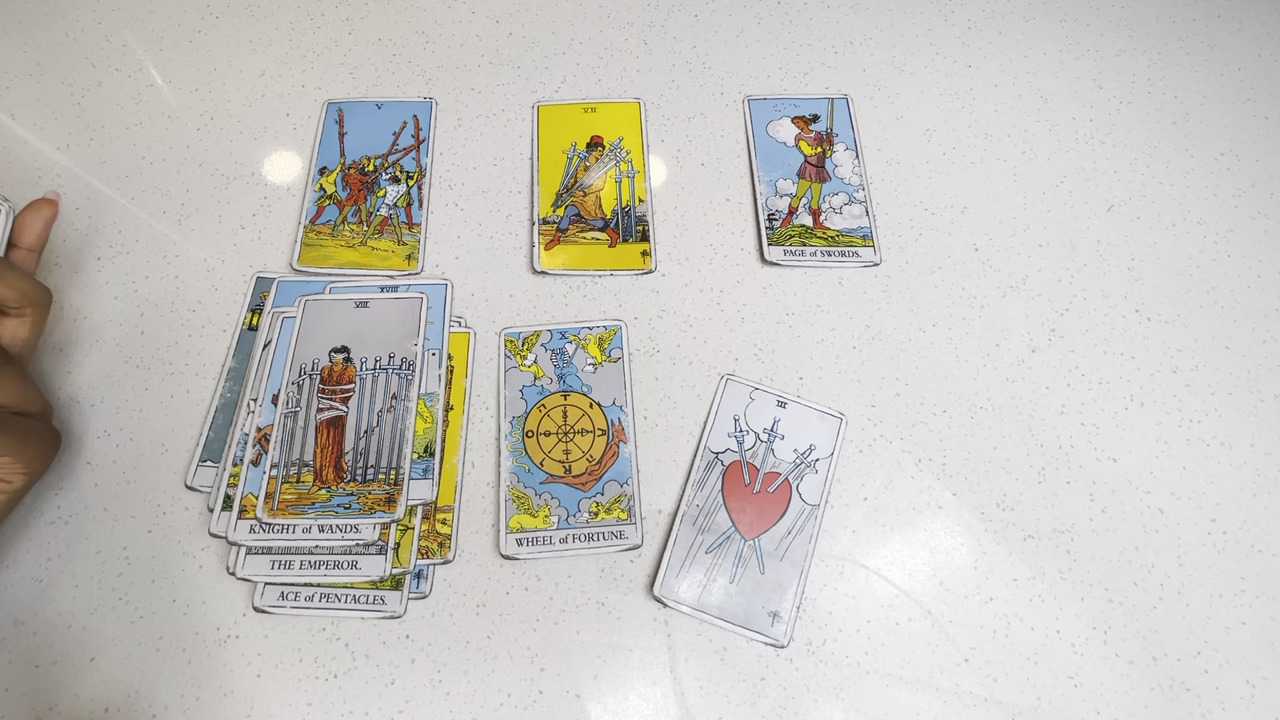 V
VII
PAGE of SWORDS.
XVIII
VIII
X
III
KNIGHT of WANDS.
WHEEL of FORTUNE.
THE EMPEROR.
ACE of PENTACLES.